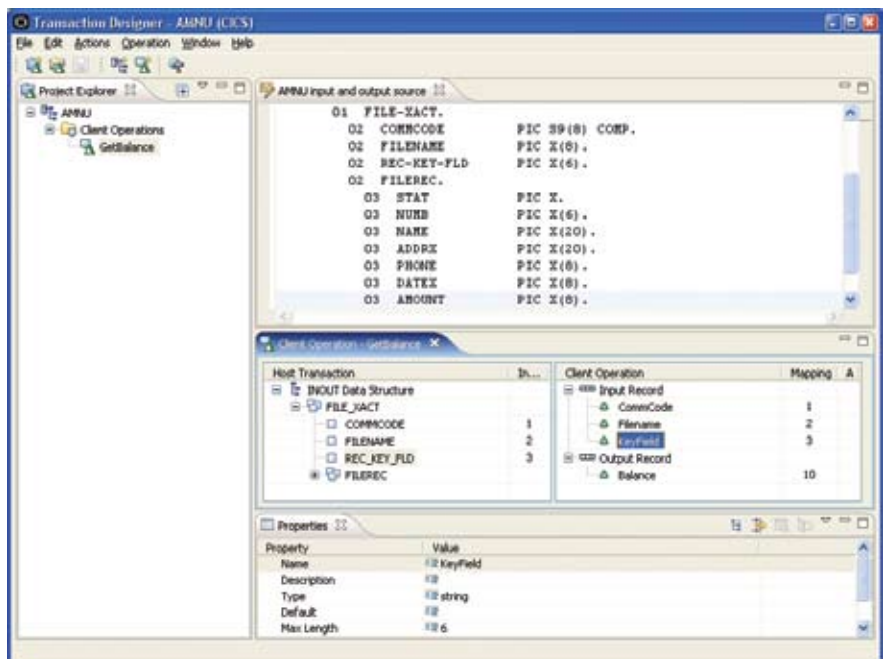 Transaction Designer - AMNU (CICS)
File Edit Actions Operation Window Help
Project Explorer
AMNU
Client Operations
GetBalance
AMNU input and output source
01 FILE-XACT.
02 COMMCODE PIC S9(8) COMP.
02 FILENAME PIC X(8).
02 REC-KEY-FLD PIC X(6).
02 FILEREC.
03 STAT PIC X.
03 NUMB PIC X(6).
03 NAME PIC X(20).
03 ADDRX PIC X(20).
03 PHONE PIC X(8).
03 DATEX PIC X(8).
03 AMOUNT PIC X(8).
Client Operation - GetBalance
Host Transaction In...
INOUT Data Structure
FILE_XACT
COMMCODE 1
FILENAME 2
REC_KEY_FLD 3
FILEREC
Client Operation Mapping A
Input Record
CommCode 1
Filename 2
KeyField 3
Output Record
Balance 10
Properties
Property Value
Name KeyField
Description
Type string
Default
Max Length 6